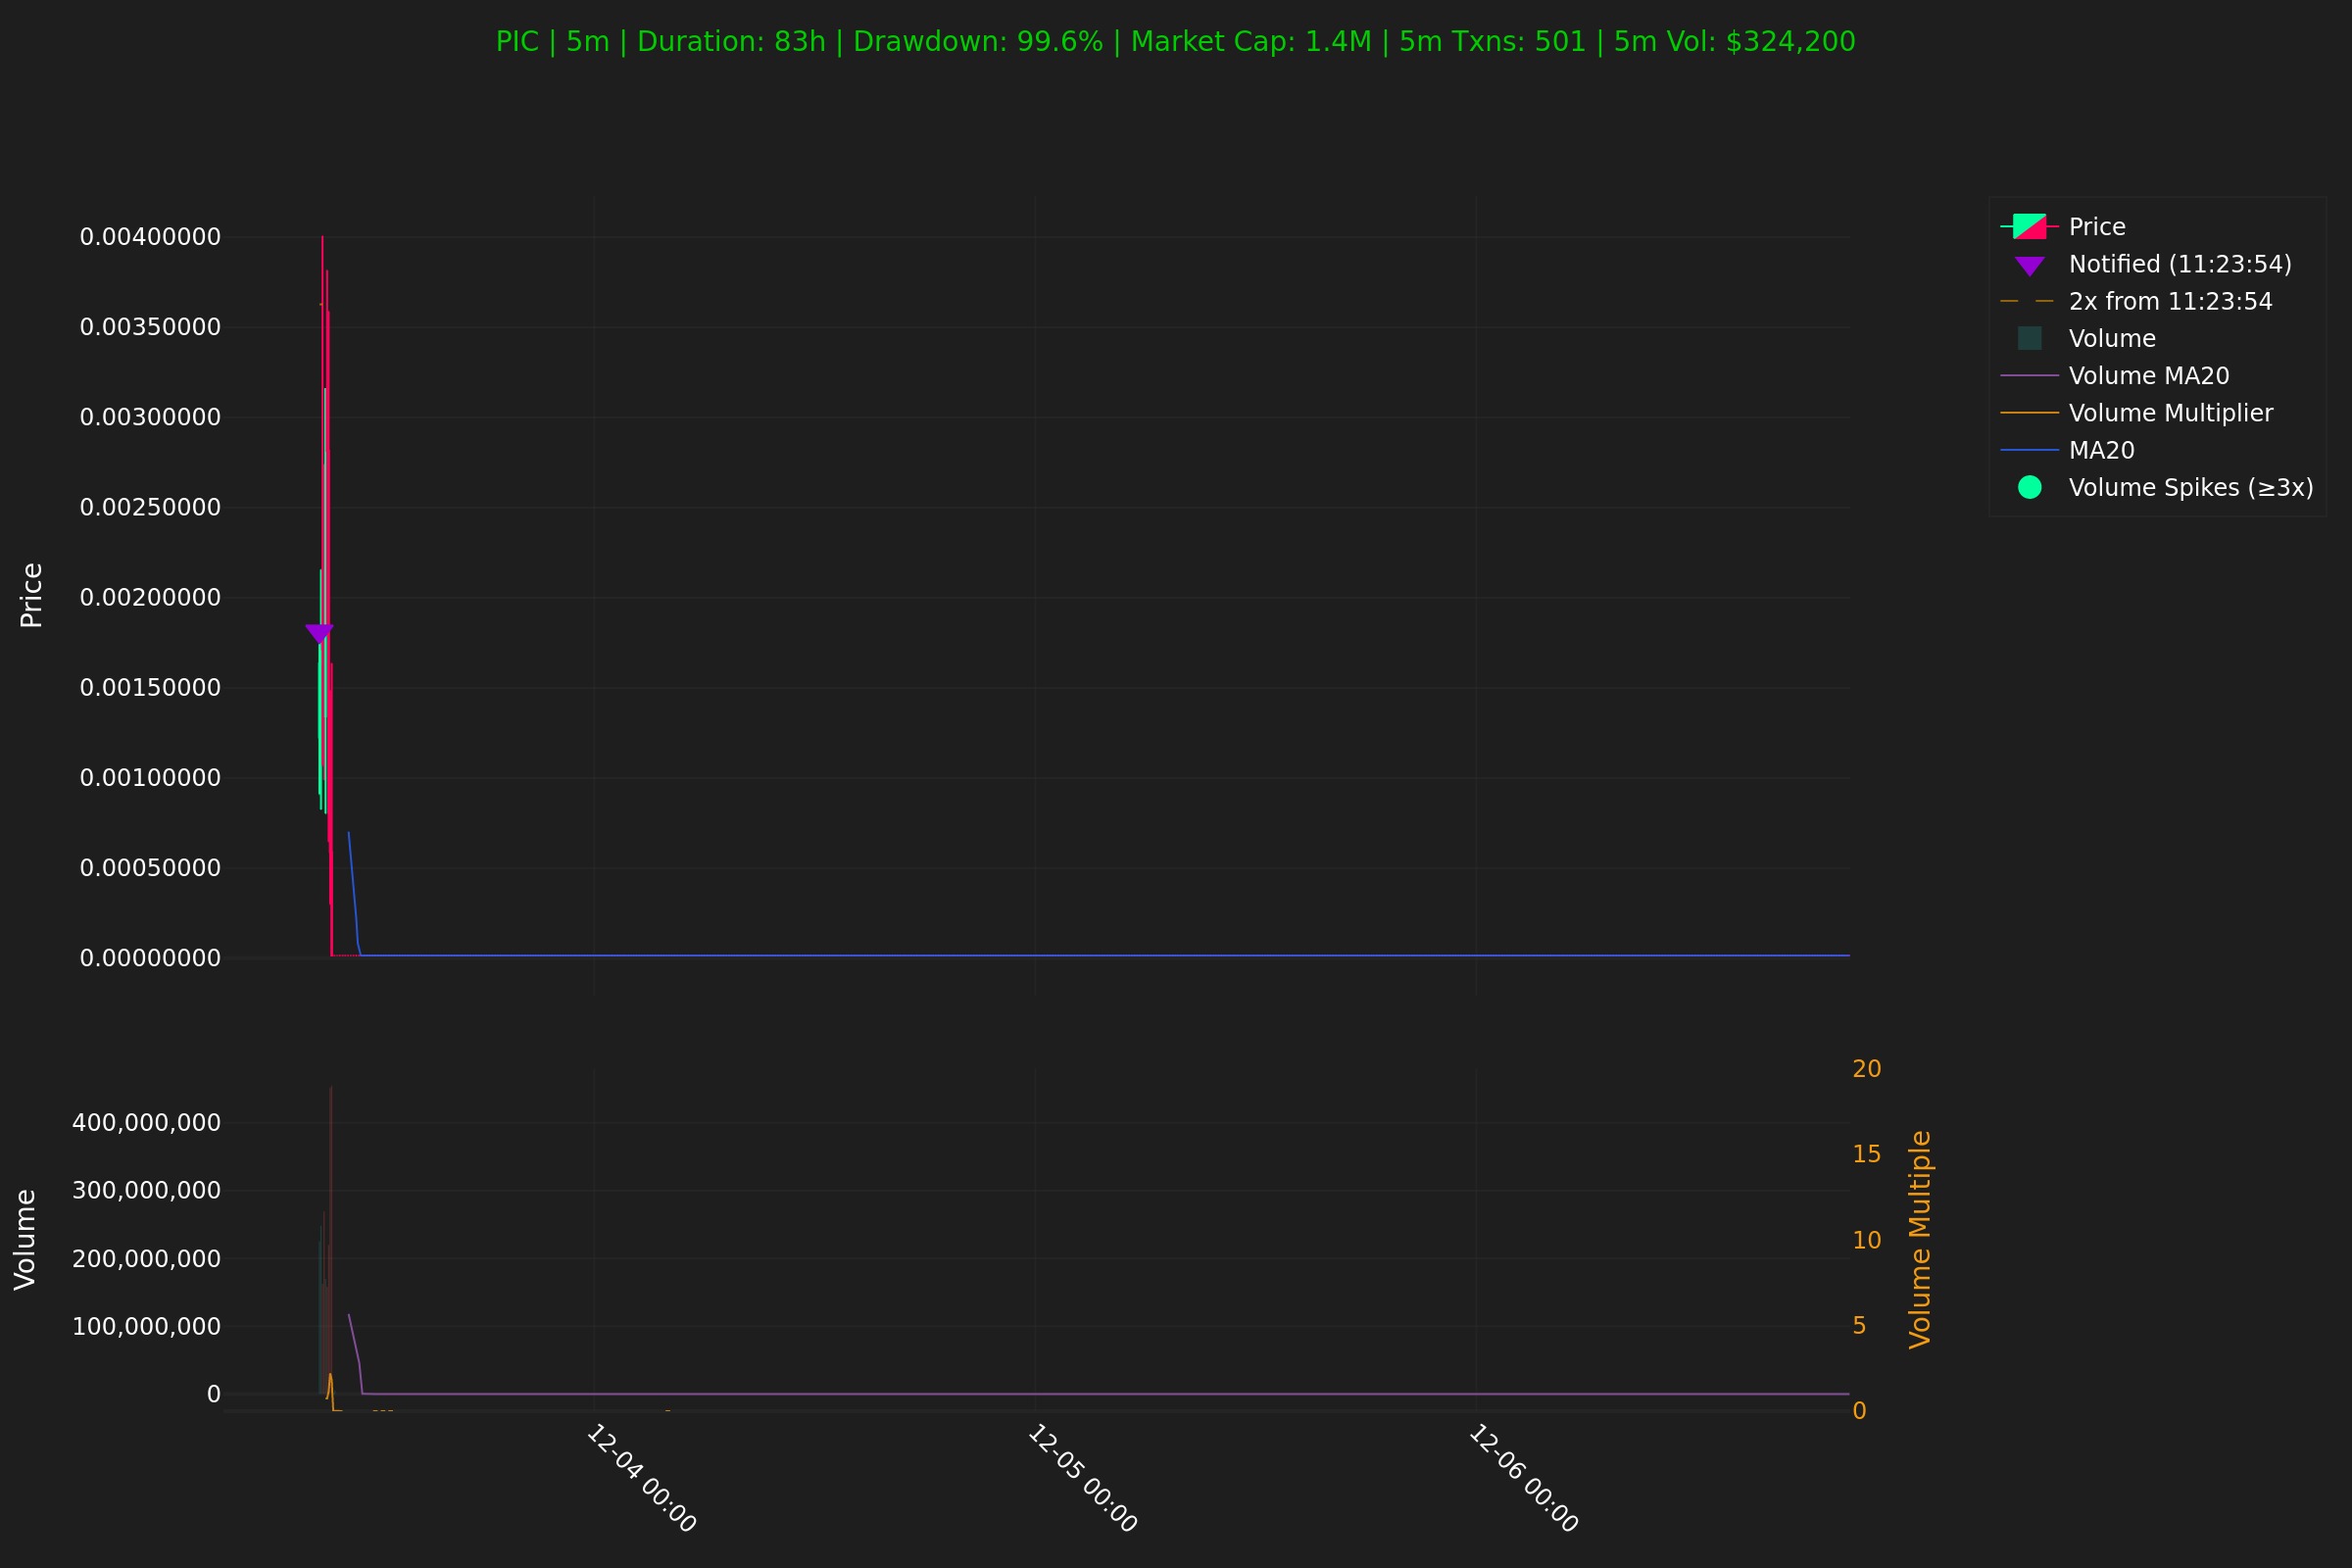 PIC | 5m | Duration: 83h | Drawdown: 99.6% | Market Cap: 1.4M | 5m Txns: 501 | 5m Vol: $324,200
Price
0.00400000
0.00350000
0.00300000
0.00250000
0.00200000
0.00150000
0.00100000
0.00050000
0.00000000
Price
Notified (11:23:54)
2x from 11:23:54
Volume
Volume MA20
Volume Multiplier
MA20
Volume Spikes (≥3x)
Volume
400,000,000
300,000,000
200,000,000
100,000,000
0
20
15
10
5
0
Volume Multiple
12-04 00:00
12-05 00:00
12-06 00:00